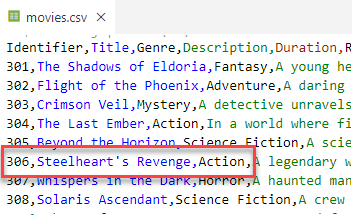 movies.csv
Identifier,Title,Genre,Description,Duration,R
301,The Shadows of Eldoria,Fantasy,A young he
302,Flight of the Phoenix,Adventure,A daring
303,Crimson Veil,Mystery,A detective unravels
304,The Last Ember,Action,In a world where fi
305,Beyond the Horizon,Science Fiction,A scie
306,Steelheart's Revenge,Action,A legendary w
307,Whispers in the Dark,Horror,A haunted man
308,Solaris Ascendant,Science Fiction,A crew